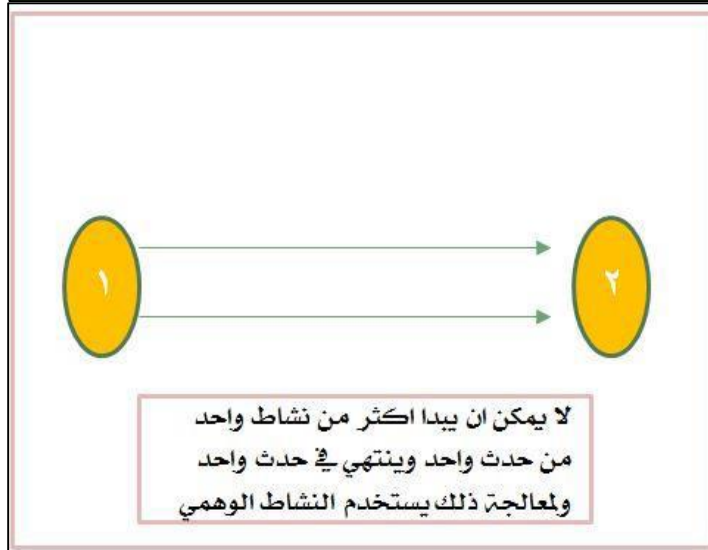 ١ ٢
لا يمكن ان يبدا اكثر من نشاط واحد
من حدث واحد وينتهي في حدث واحد
ولمعالجة ذلك يستخدم النشاط الوهمي